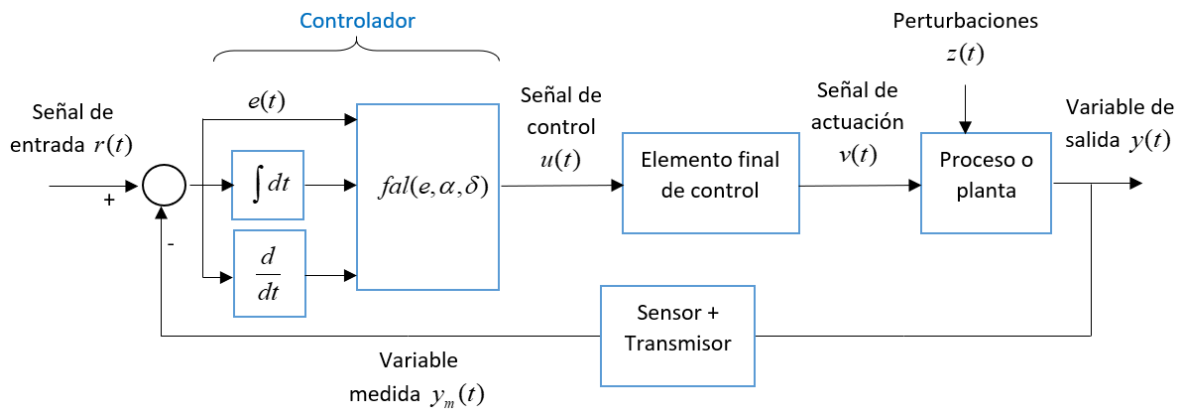 Controlador
Perturbaciones
z(t)
Señal de
entrada r(t)
e(t)
Señal de
control
u(t)
Señal de
actuación
v(t)
Variable de
salida y(t)
+
-
∫ dt
d
dt
fal(e, α, δ)
Elemento final
de control
Proceso o
planta
Sensor +
Transmisor
Variable
medida yₘ(t)